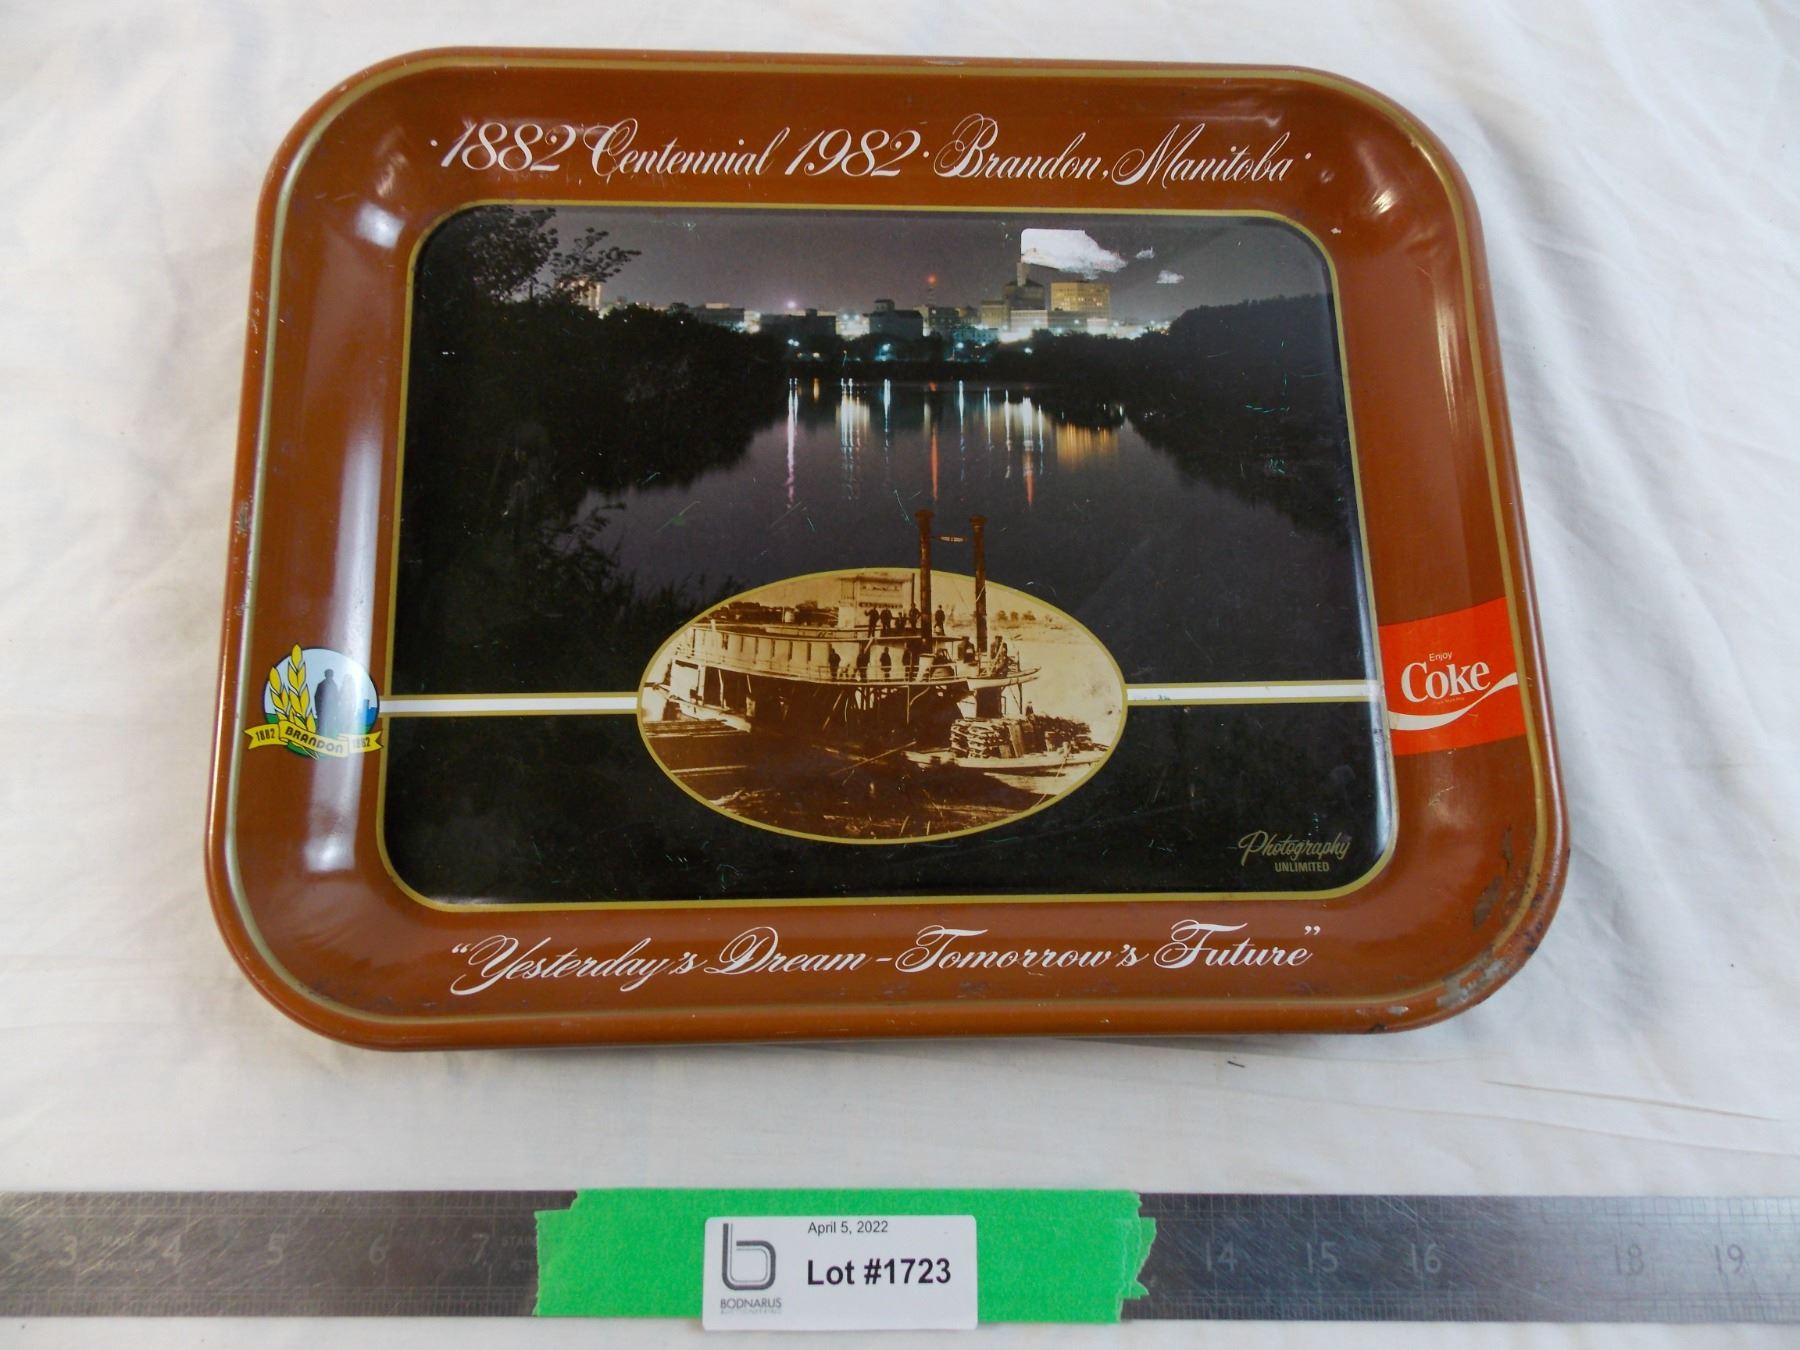 ·1882 Centennial 1982· Brandon, Manitoba·
1882 BRANDON 1982
Enjoy
Coke
Photography
UNLIMITED
"Yesterday's Dream - Tomorrow's Future"
3 4 5 6 7 14 15 16 18 19
April 5, 2022
Lot #1723
BODNARUS